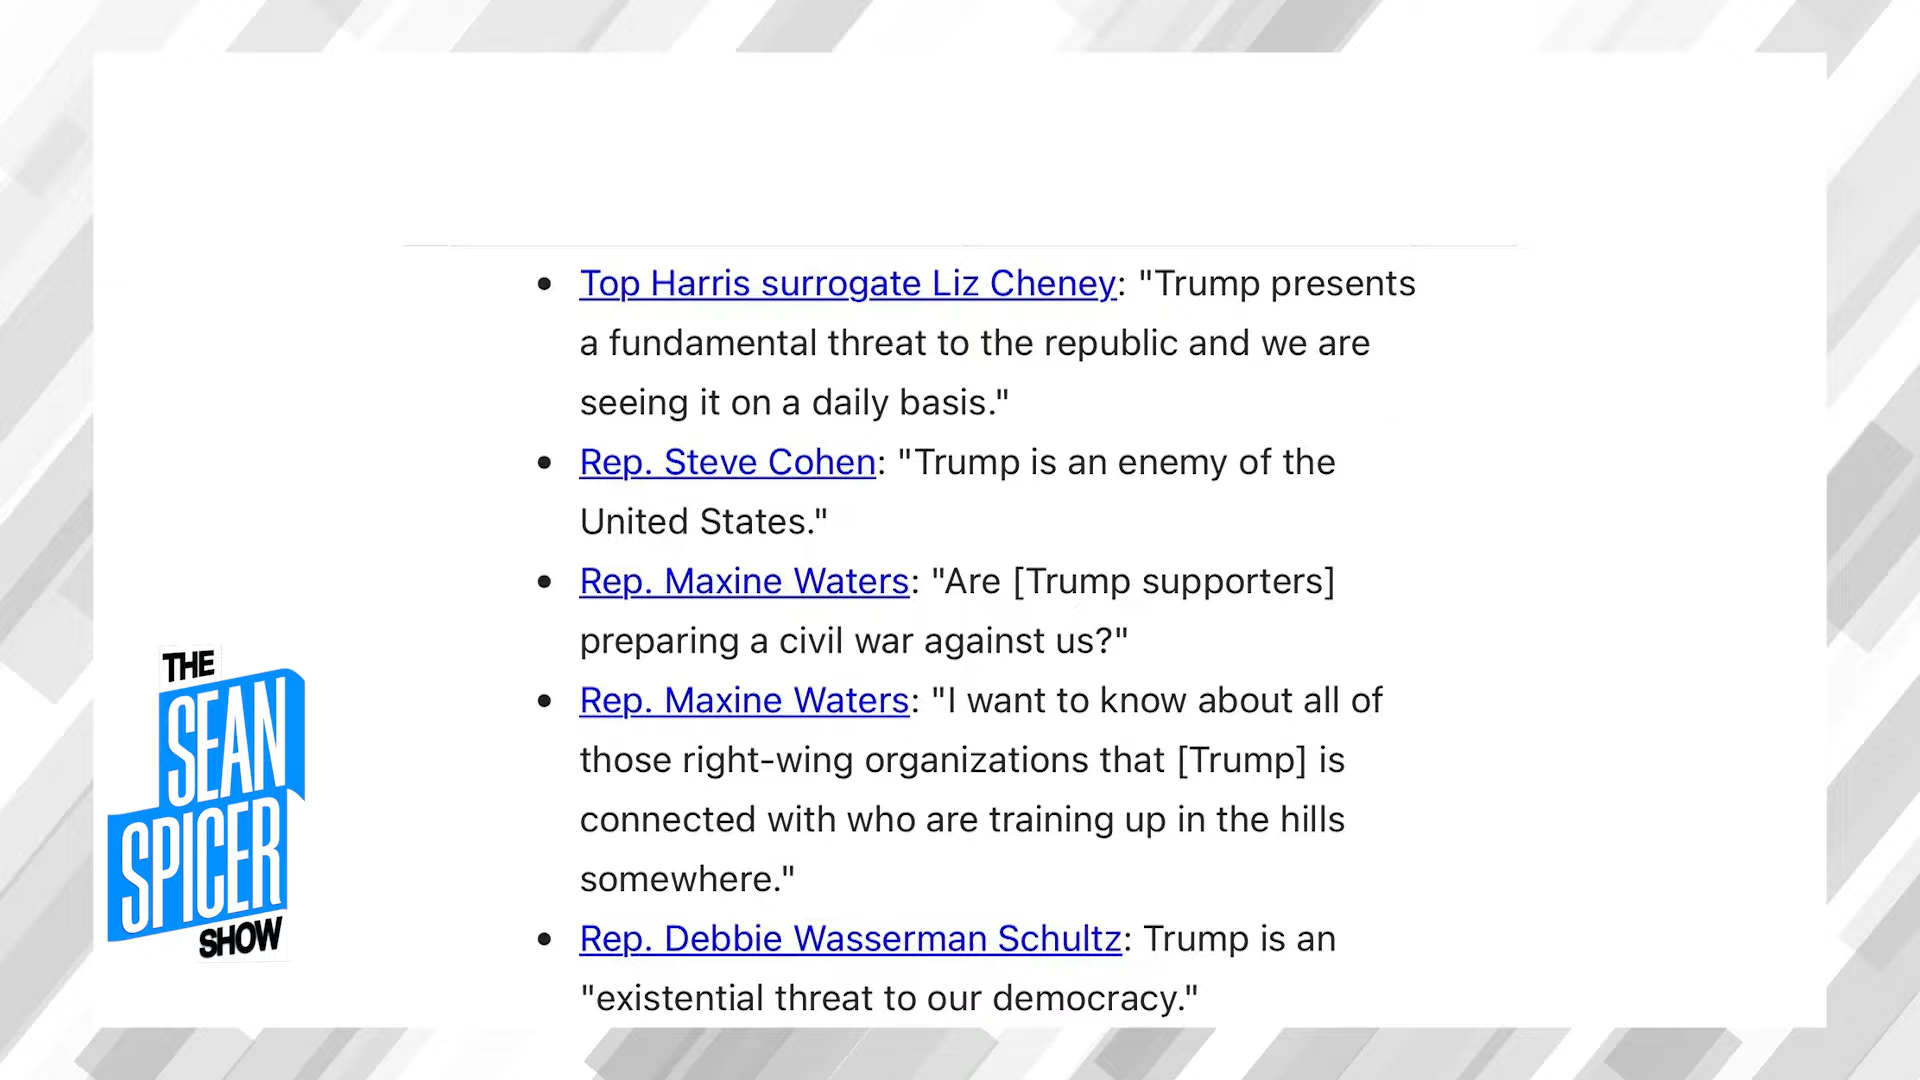 • Top Harris surrogate Liz Cheney: "Trump presents
a fundamental threat to the republic and we are
seeing it on a daily basis."
• Rep. Steve Cohen: "Trump is an enemy of the
United States."
• Rep. Maxine Waters: "Are [Trump supporters]
preparing a civil war against us?"
• Rep. Maxine Waters: "I want to know about all of
those right-wing organizations that [Trump] is
connected with who are training up in the hills
somewhere."
• Rep. Debbie Wasserman Schultz: Trump is an
"existential threat to our democracy."
THE
SEAN
SPICER
SHOW